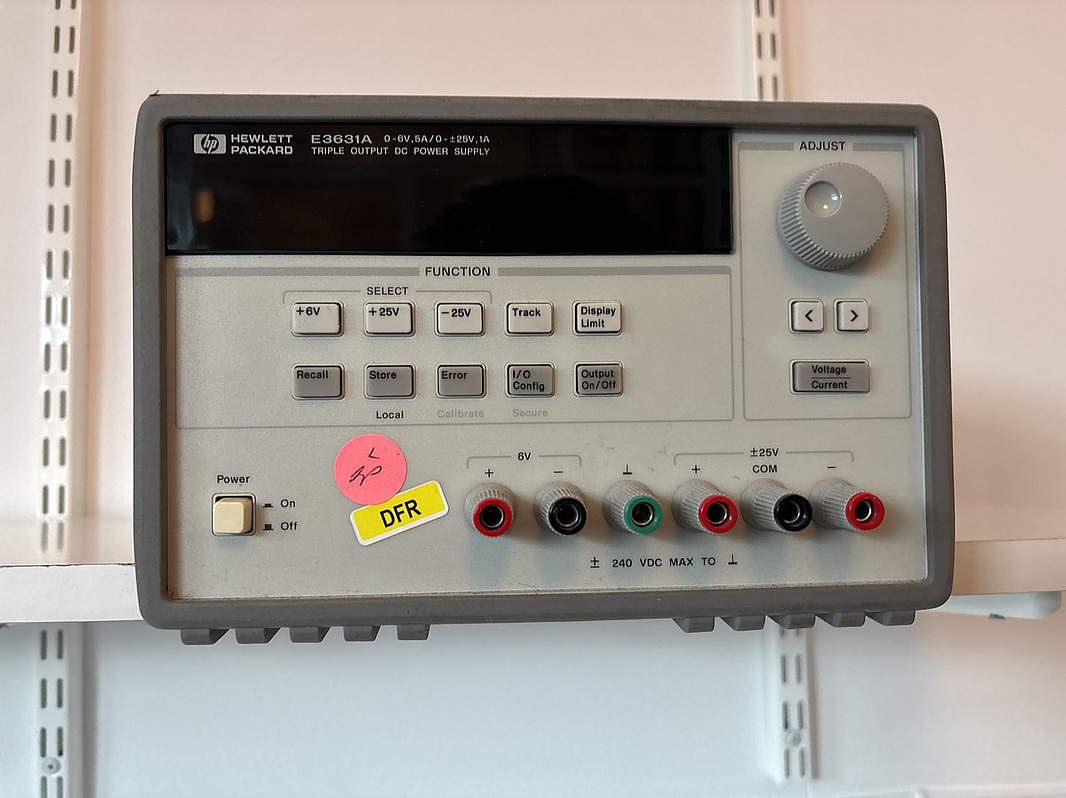 hp HEWLETT PACKARD
E3631A 0-6V,5A/0-±25V,1A
TRIPLE OUTPUT DC POWER SUPPLY
ADJUST
FUNCTION
SELECT
+6V +25V -25V Track Display Limit
< >
Recall Store Error I/O Config Output On/Off
Voltage
Current
Local Calibrate Secure
Power
On
Off
DFR
6V ±25V
+ - ⊥ + COM -
± 240 VDC MAX TO ⊥